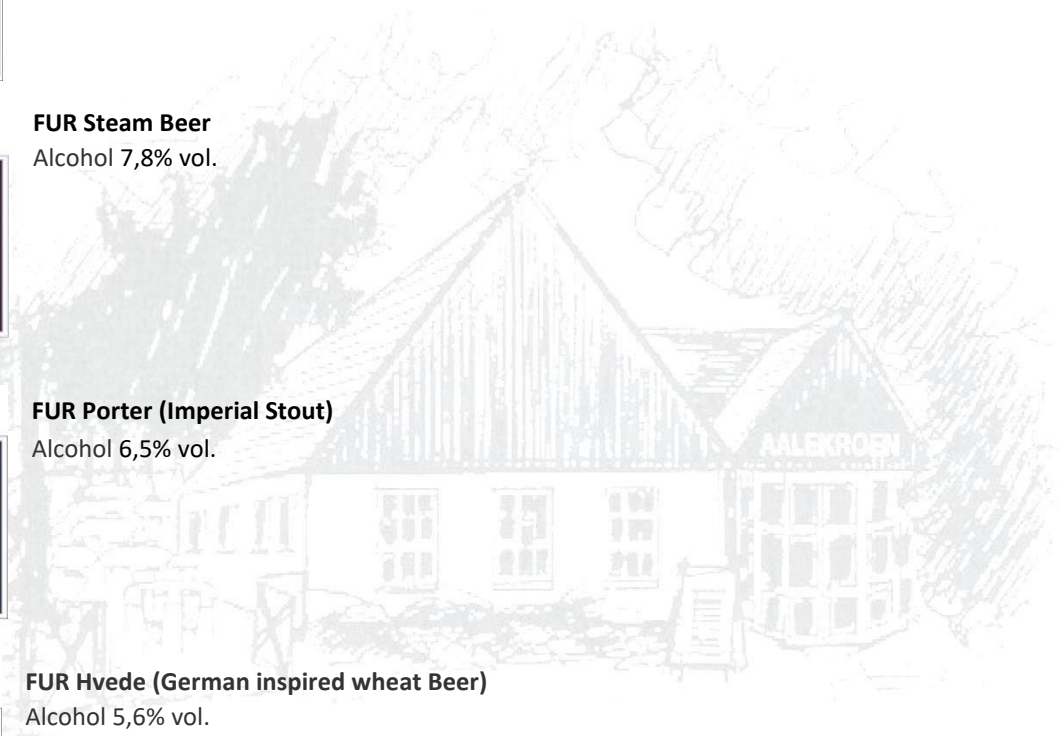 FUR Steam Beer
Alcohol 7,8% vol.
FUR Porter (Imperial Stout)
Alcohol 6,5% vol.
AALEKROEN
FUR Hvede (German inspired wheat Beer)
Alcohol 5,6% vol.